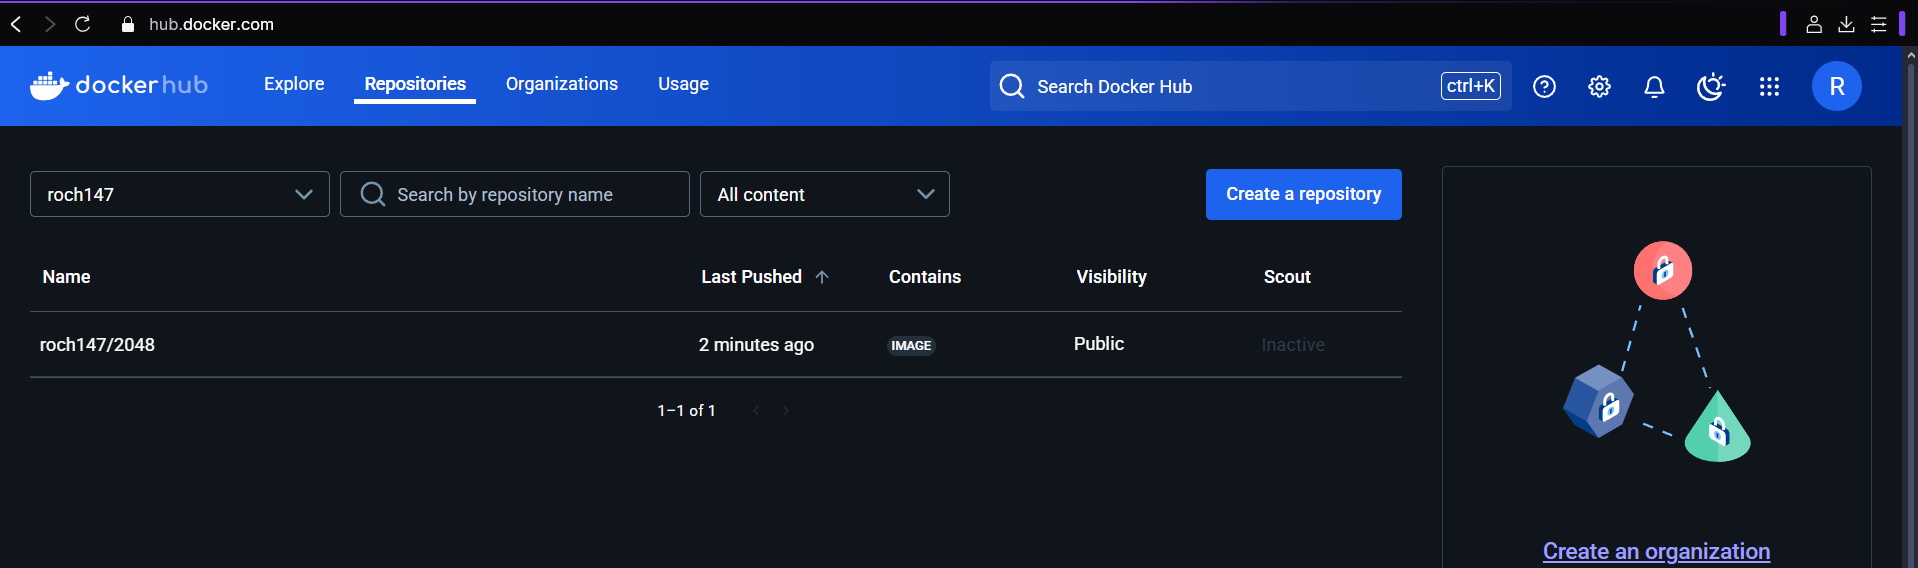 hub.docker.com
docker hub Explore Repositories Organizations Usage Search Docker Hub ctrl+K R
roch147 Search by repository name All content Create a repository
Name Last Pushed Contains Visibility Scout
roch147/2048 2 minutes ago IMAGE Public Inactive
1–1 of 1
Create an organization